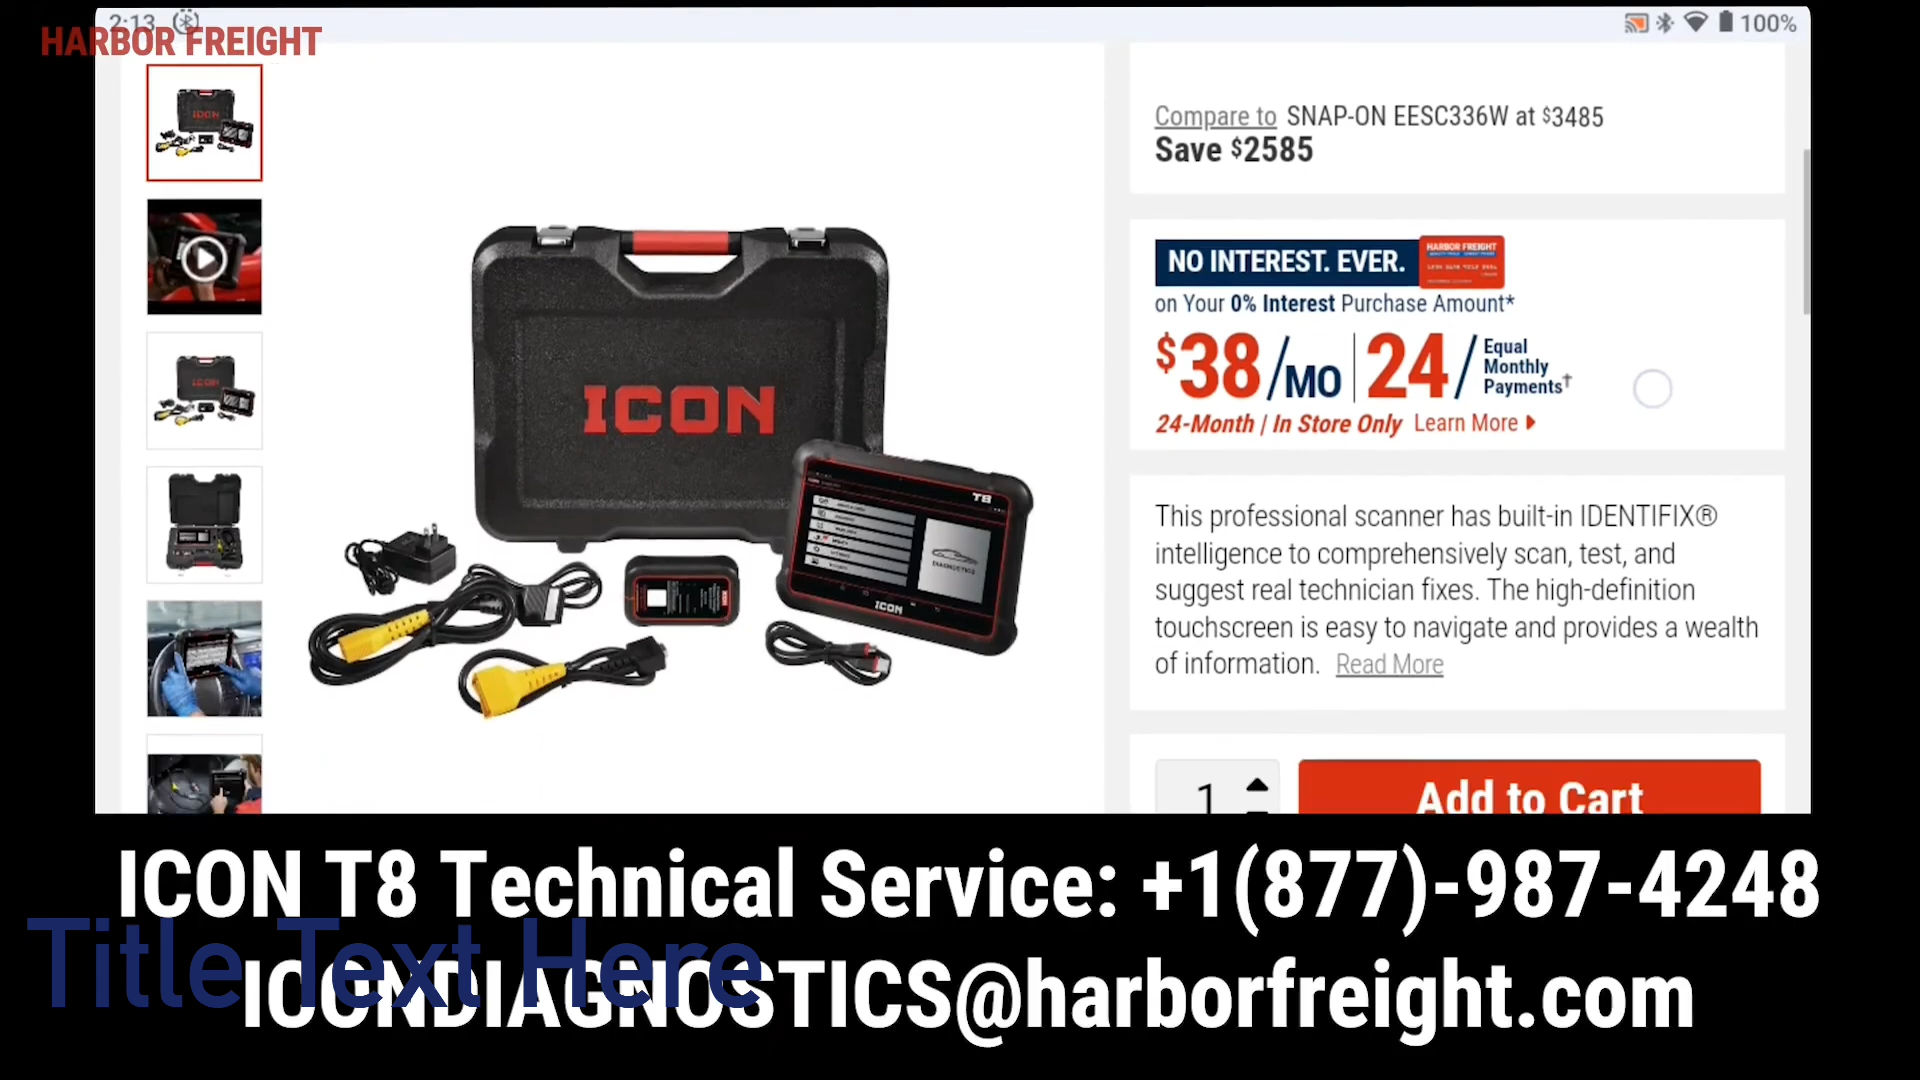 2:13
100%
HARBOR FREIGHT
Compare to SNAP-ON EESC336W at $3485
Save $2585
NO INTEREST. EVER.
HARBOR FREIGHT
on Your 0% Interest Purchase Amount*
$38/MO 24/ Equal
Monthly
Payments†
24-Month / In Store Only Learn More
ICON
ICON
T8
DIAGNOSTICS
ICON
This professional scanner has built-in IDENTIFIX®
intelligence to comprehensively scan, test, and
suggest real technician fixes. The high-definition
touchscreen is easy to navigate and provides a wealth
of information. Read More
1
Add to Cart
ICON T8 Technical Service: +1(877)-987-4248
Title Text Here
ICONDIAGNOSTICS@harborfreight.com